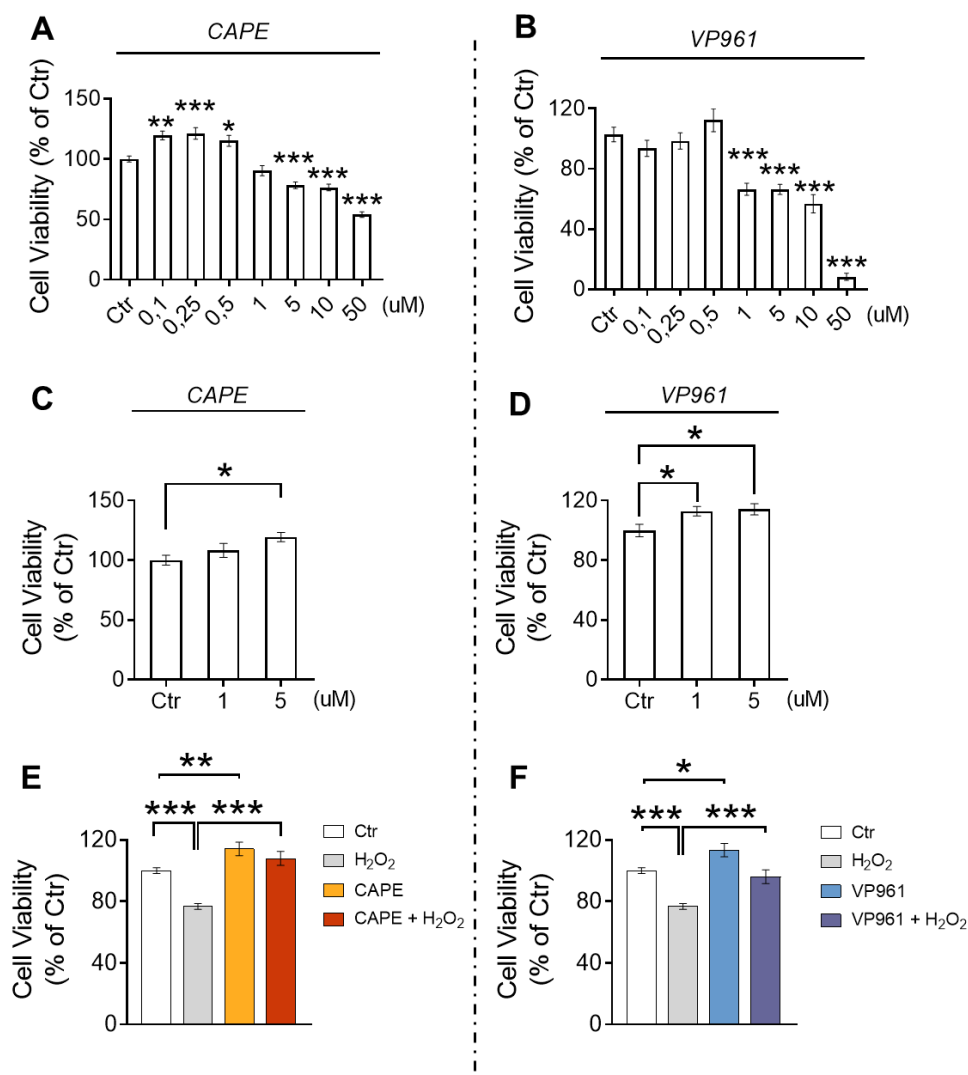 A
CAPE
Cell Viability (% of Ctr)
150
100
50
0
** *** * *** *** ***
Ctr 0,1 0,25 0,5 1 5 10 50 (uM)
B
VP961
Cell Viability (% of Ctr)
120
80
40
0
*** *** *** ***
Ctr 0,1 0,25 0,5 1 5 10 50 (uM)
C
CAPE
Cell Viability
(% of Ctr)
*
150
100
50
0
Ctr 1 5 (uM)
D
VP961
Cell Viability
(% of Ctr)
*
*
120
80
40
0
Ctr 1 5 (uM)
E
Cell Viability
(% of Ctr)
**
*** ***
120
80
40
0
Ctr
H₂O₂
CAPE
CAPE + H₂O₂
F
Cell Viability
(% of Ctr)
*
*** ***
120
80
40
0
Ctr
H₂O₂
VP961
VP961 + H₂O₂